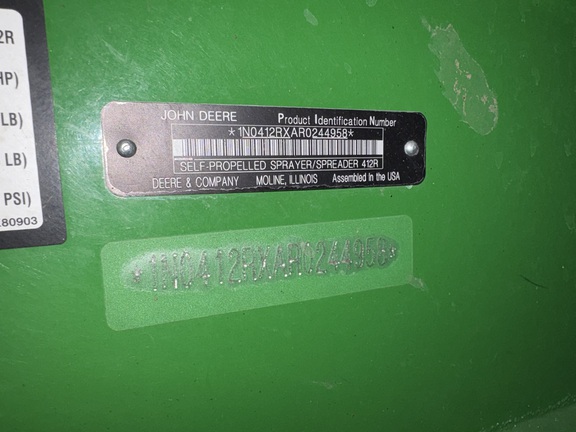 2R
HP)
LB)
LB)
PSI)
80903
JOHN DEERE Product Identification Number
*1N0412RXAR0244958*
SELF-PROPELLED SPRAYER/SPREADER 412R
DEERE & COMPANY MOLINE, ILLINOIS Assembled in the USA
*1N0412RXAR0244958*